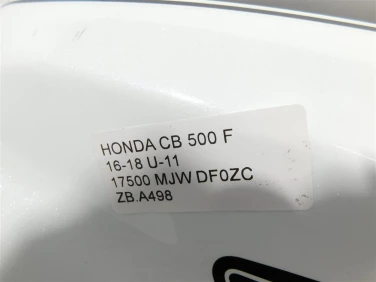 HONDA CB 500 F
16-18 U-11
17500 MJW DF0ZC
ZB.A498